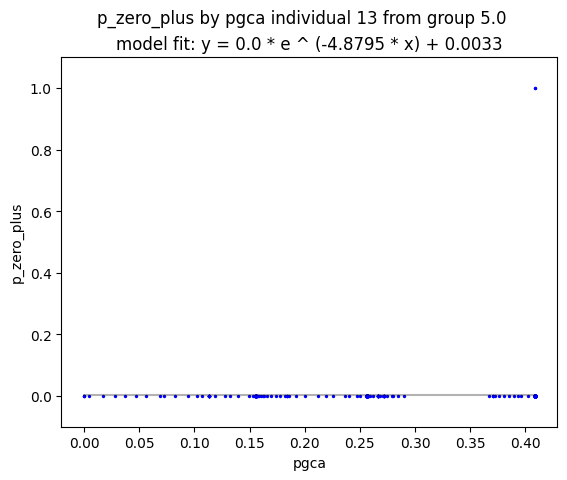 p_zero_plus by pgca individual 13 from group 5.0
model fit: y = 0.0 * e ^ (-4.8795 * x) + 0.0033
1.0
0.8
0.6
0.4
0.2
0.0
p_zero_plus
0.00 0.05 0.10 0.15 0.20 0.25 0.30 0.35 0.40
pgca